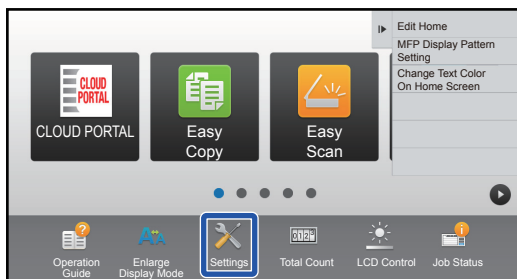 Edit Home
MFP Display Pattern
Setting
Change Text Color
On Home Screen
CLOUD
PORTAL
CLOUD PORTAL
Easy
Copy
Easy
Scan
Operation
Guide
Enlarge
Display Mode
Settings
Total Count
LCD Control
Job Status